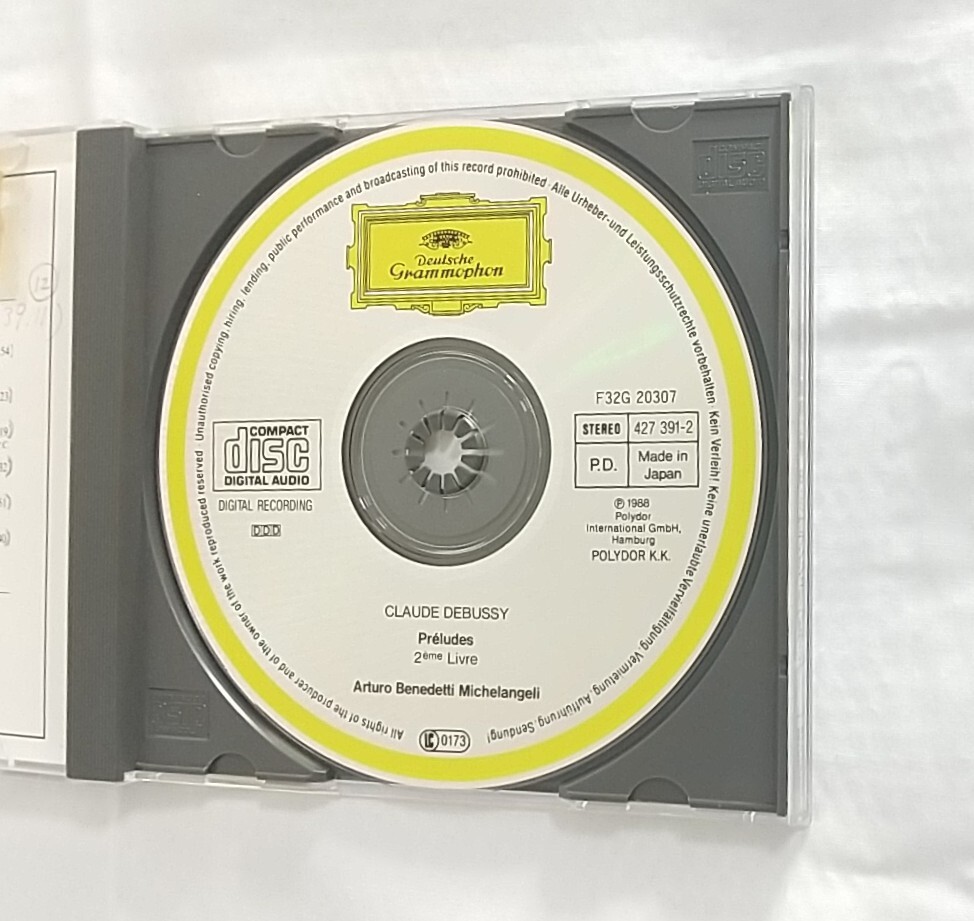 Unauthorised copying, hiring, lending, public performance and broadcasting of this record prohibited · Alle Urheber- und Leistungsschutzrechte vorbehalten · Kein Verleih! Keine unerlaubte Vervielfältigung, Vermietung, Aufführung, Sendung!
All rights of the producer and of the owner of the work reproduced reserved ·
Deutsche
Grammophon
COMPACT
disc
DIGITAL AUDIO
DIGITAL RECORDING
DDD
F32G 20307
STEREO 427 391-2
P.D. Made in
Japan
℗ 1988
Polydor
International GmbH,
Hamburg
POLYDOR K.K.
CLAUDE DEBUSSY
Préludes
2ème Livre
Arturo Benedetti Michelangeli
LC 0173
COMPACT
disc
12